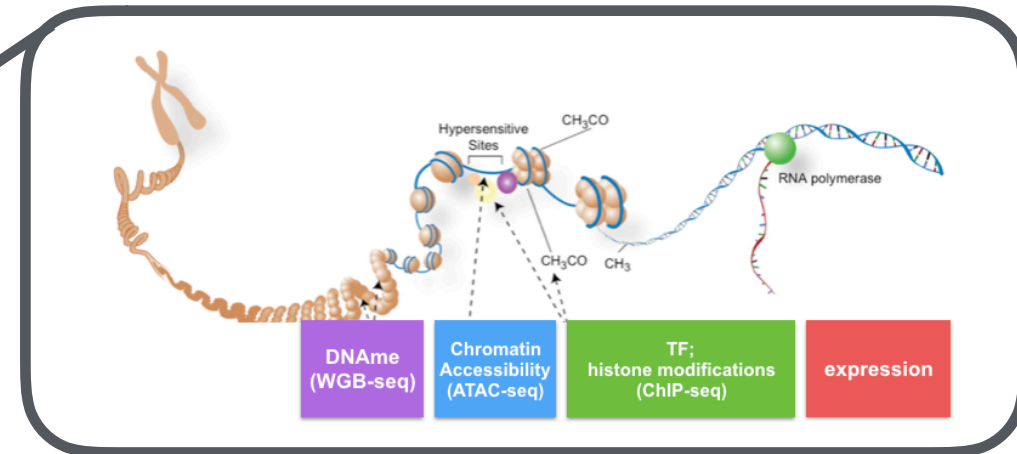 CH₃CO
Hypersensitive
Sites
RNA polymerase
CH₃CO
CH₃
DNAme
(WGB-seq)
Chromatin
Accessibility
(ATAC-seq)
TF;
histone modifications
(ChIP-seq)
expression